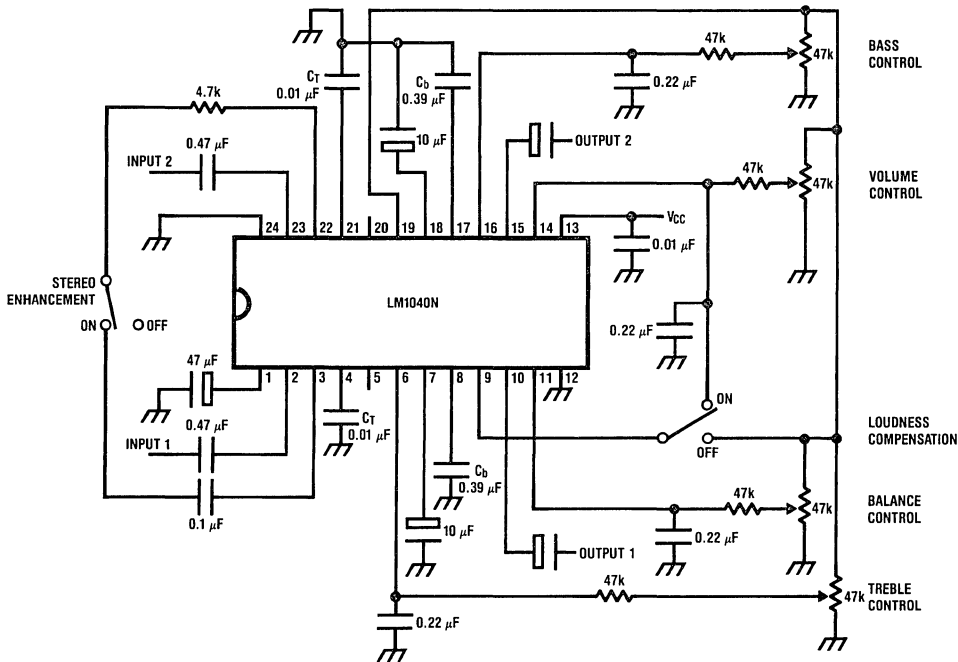 47k
47k
BASS
CONTROL
CT
0.01 µF
Cb
0.39 µF
0.22 µF
4.7k
10 µF
OUTPUT 2
INPUT 2
0.47 µF
47k
47k
VOLUME
CONTROL
24 23 22 21 20 19 18 17 16 15 14 13
VCC
0.01 µF
STEREO
ENHANCEMENT
ON
OFF
LM1040N
0.22 µF
47 µF
1 2 3 4 5 6 7 8 9 10 11 12
ON
OFF
LOUDNESS
COMPENSATION
0.47 µF
INPUT 1
CT
0.01 µF
Cb
0.39 µF
0.1 µF
10 µF
OUTPUT 1
47k
47k
BALANCE
CONTROL
0.22 µF
47k
47k
TREBLE
CONTROL
0.22 µF